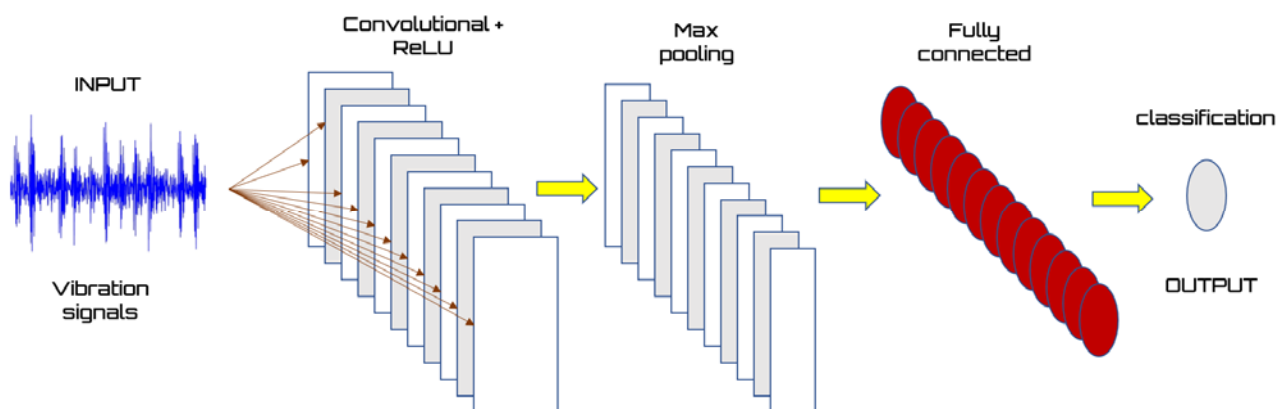 INPUT
Vibration
signals
Convolutional +
ReLU
Max
pooling
Fully
connected
classification
OUTPUT